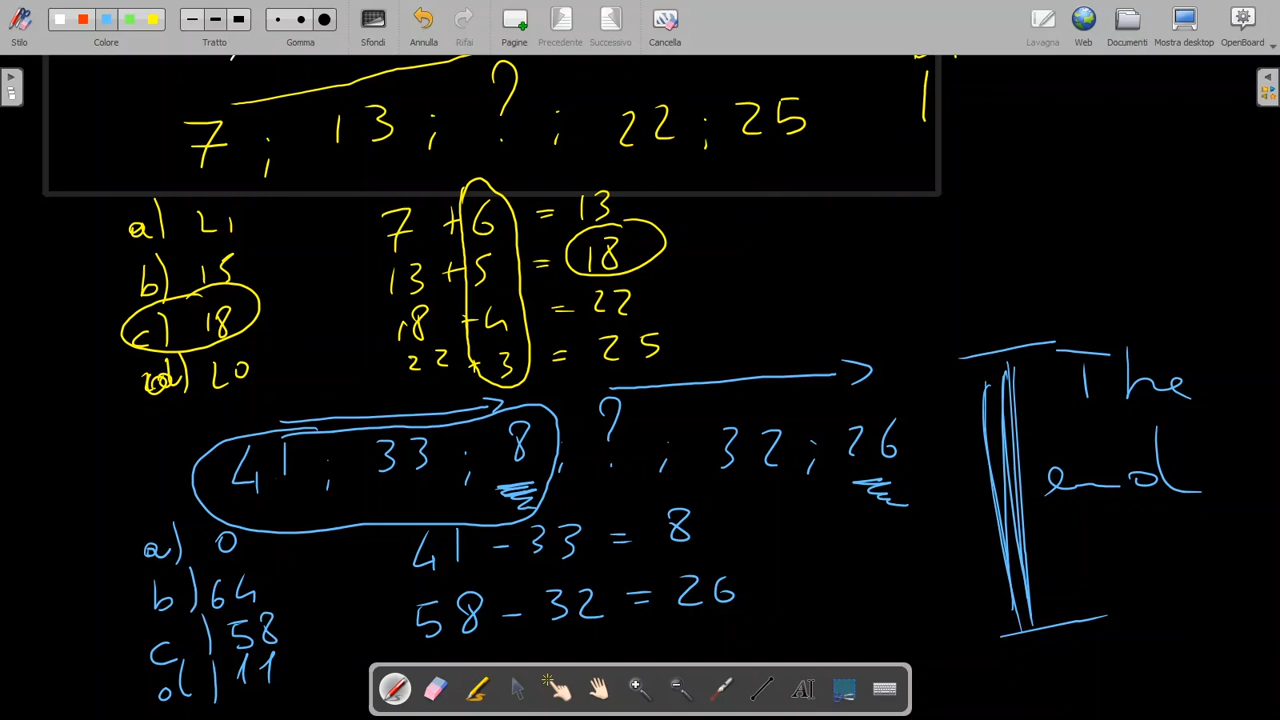 Stilo Colore Tratto Gomma Sfondi Annulla Rifai Pagine Precedente Successivo Cancella Lavagna Web Documenti Mostra desktop OpenBoard
7 ; 13 ; ? ; 22 ; 25
a) 21
b) 15
c) 18
d) 20
7 + 6 = 13
13 + 5 = 18
18 + 4 = 22
22 + 3 = 25
41 ; 33 ; 8 ; ? ; 32 ; 26
a) 0
b) 64
c) 58
d) 11
41 - 33 = 8
58 - 32 = 26
The
end